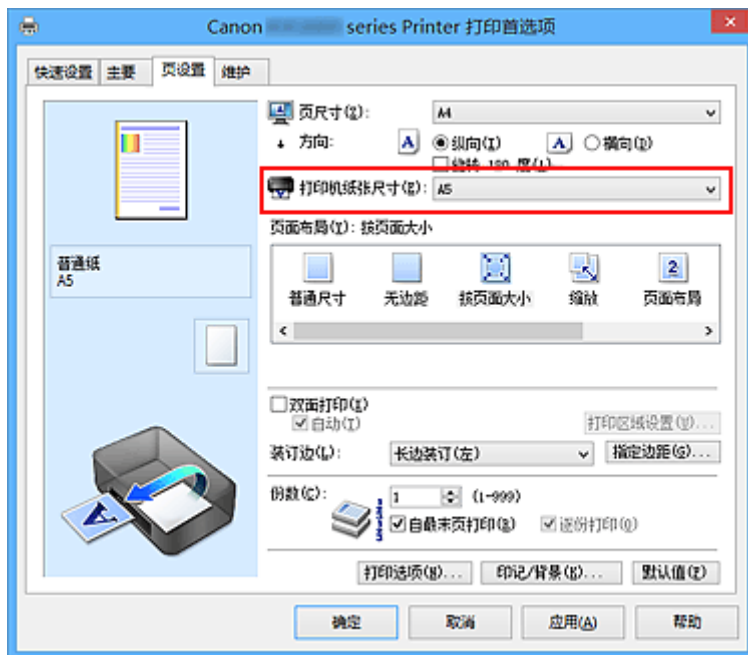 Canon series Printer 打印首选项
快速设置 主要 页设置 维护
页尺寸(Z): A4
方向: A 纵向(I) A 横向(D)
旋转 180 度(L)
打印机纸张尺寸(E): A5
页面布局(Y): 按页面大小
普通纸
A5
普通尺寸 无边距 按页面大小 缩放 页面布局
双面打印(X)
自动(T)
打印区域设置(U)...
装订边(L): 长边装订(左) 指定边距(G)...
份数(C): 1 (1-999)
自最末页打印(R) 逐份打印(O)
打印选项(N)... 印记/背景(K)... 默认值(F)
确定 取消 应用(A) 帮助